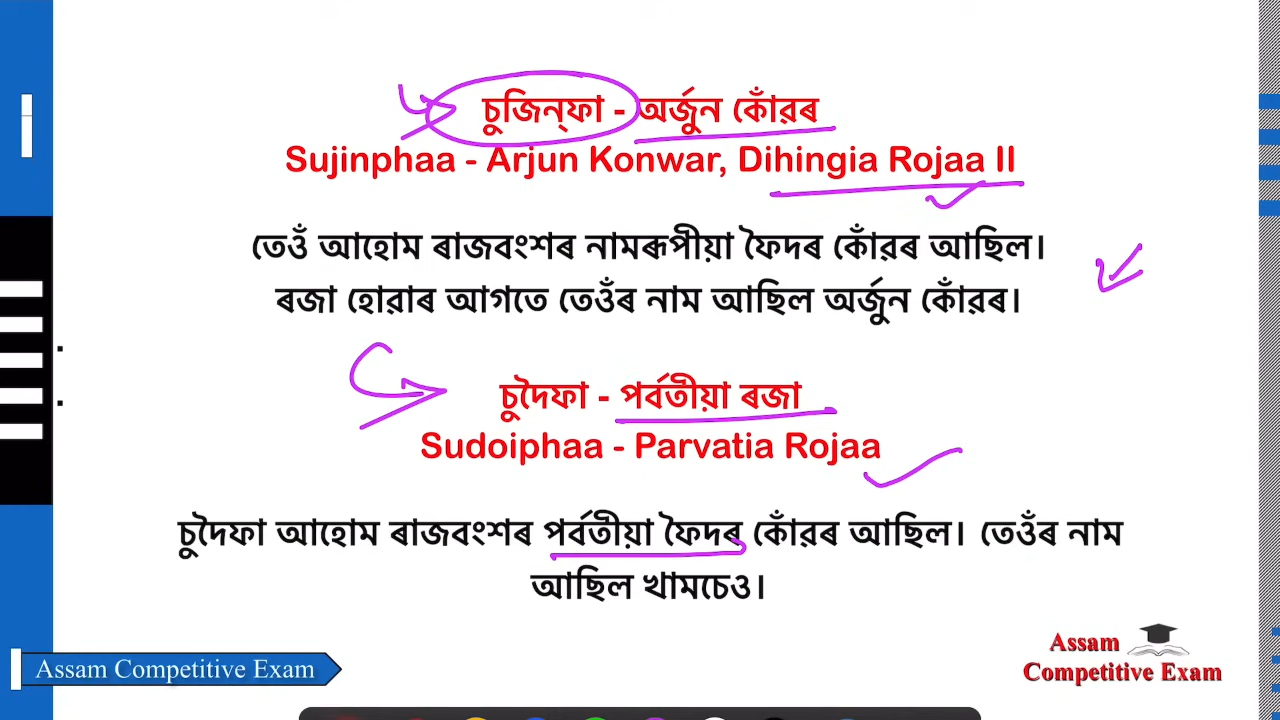 চুজিন্‌ফা - অৰ্জুন কোঁৱৰ
Sujinphaa - Arjun Konwar, Dihingia Rojaa II
তেওঁ আহোম ৰাজবংশৰ নামৰূপীয়া ফৈদৰ কোঁৱৰ আছিল।
ৰজা হোৱাৰ আগতে তেওঁৰ নাম আছিল অৰ্জুন কোঁৱৰ।
চুদৈফা - পৰ্বতীয়া ৰজা
Sudoiphaa - Parvatia Rojaa
চুদৈফা আহোম ৰাজবংশৰ পৰ্বতীয়া ফৈদৰ কোঁৱৰ আছিল। তেওঁৰ নাম
আছিল খামচেও।
Assam Competitive Exam
Assam
Competitive Exam